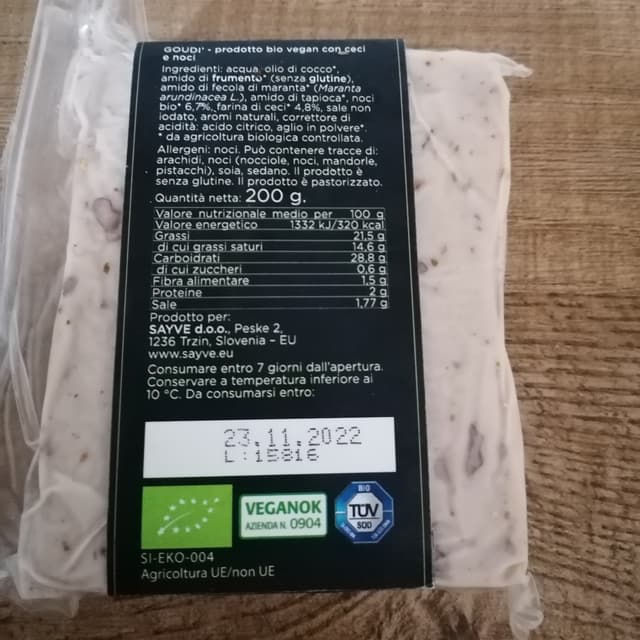 GOUDI' - prodotto bio vegan con ceci
e noci
Ingredienti: acqua, olio di cocco*,
amido di frumento* (senza glutine),
amido di fecola di maranta* (Maranta
arundinacea L.), amido di tapioca*, noci
bio* 6,7%, farina di ceci* 4,8%, sale non
iodato, aromi naturali, correttore di
acidità: acido citrico, aglio in polvere*.
* da agricoltura biologica controllata.
Allergeni: noci. Può contenere tracce di:
arachidi, noci (nocciole, noci, mandorle,
pistacchi), soia, sedano. Il prodotto è
senza glutine. Il prodotto è pastorizzato.
Quantità netta: 200 g.
Valore nutrizionale medio per 100 g
Valore energetico 1332 kJ/320 kcal
Grassi 21,5 g
di cui grassi saturi 14,6 g
Carboidrati 28,8 g
di cui zuccheri 0,6 g
Fibra alimentare 1,5 g
Proteine 2 g
Sale 1,77 g
Prodotto per:
SAYVE d.o.o., Peske 2,
1236 Trzin, Slovenia - EU
www.sayve.eu
Consumare entro 7 giorni dall'apertura.
Conservare a temperatura inferiore ai
10 °C. Da consumarsi entro:
23.11.2022
L:15816
VEGANOK
AZIENDA N. 0904
BIO
TÜV
SÜD
SI-EKO-004
Agricoltura UE/non UE